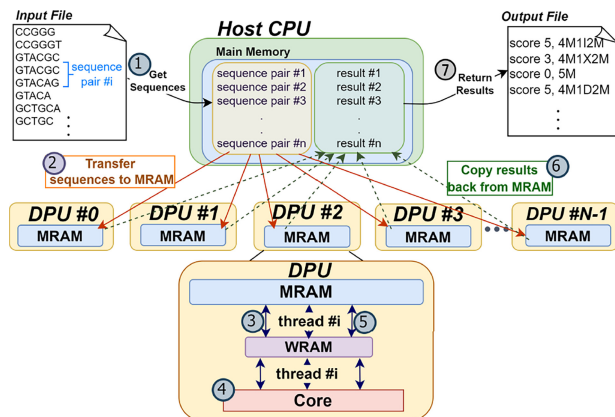 Input File
CCGGG
CCGGGT
GTACGC
GTACGC
GTACAG
GTACA
GCTGCA
GCTGC
sequence
pair #i
1
Get
Sequences
Host CPU
Main Memory
sequence pair #1
sequence pair #2
sequence pair #3
sequence pair #n
result #1
result #2
result #3
result #n
7
Return
Results
Output File
score 5, 4M1I2M
score 3, 4M1X2M
score 0, 5M
score 5, 4M1D2M
2
Transfer
sequences to MRAM
6
Copy results
back from MRAM
DPU #0
MRAM
DPU #1
MRAM
DPU #2
MRAM
DPU #3
MRAM
DPU #N-1
MRAM
DPU
MRAM
3
thread #i
5
WRAM
thread #i
4
Core